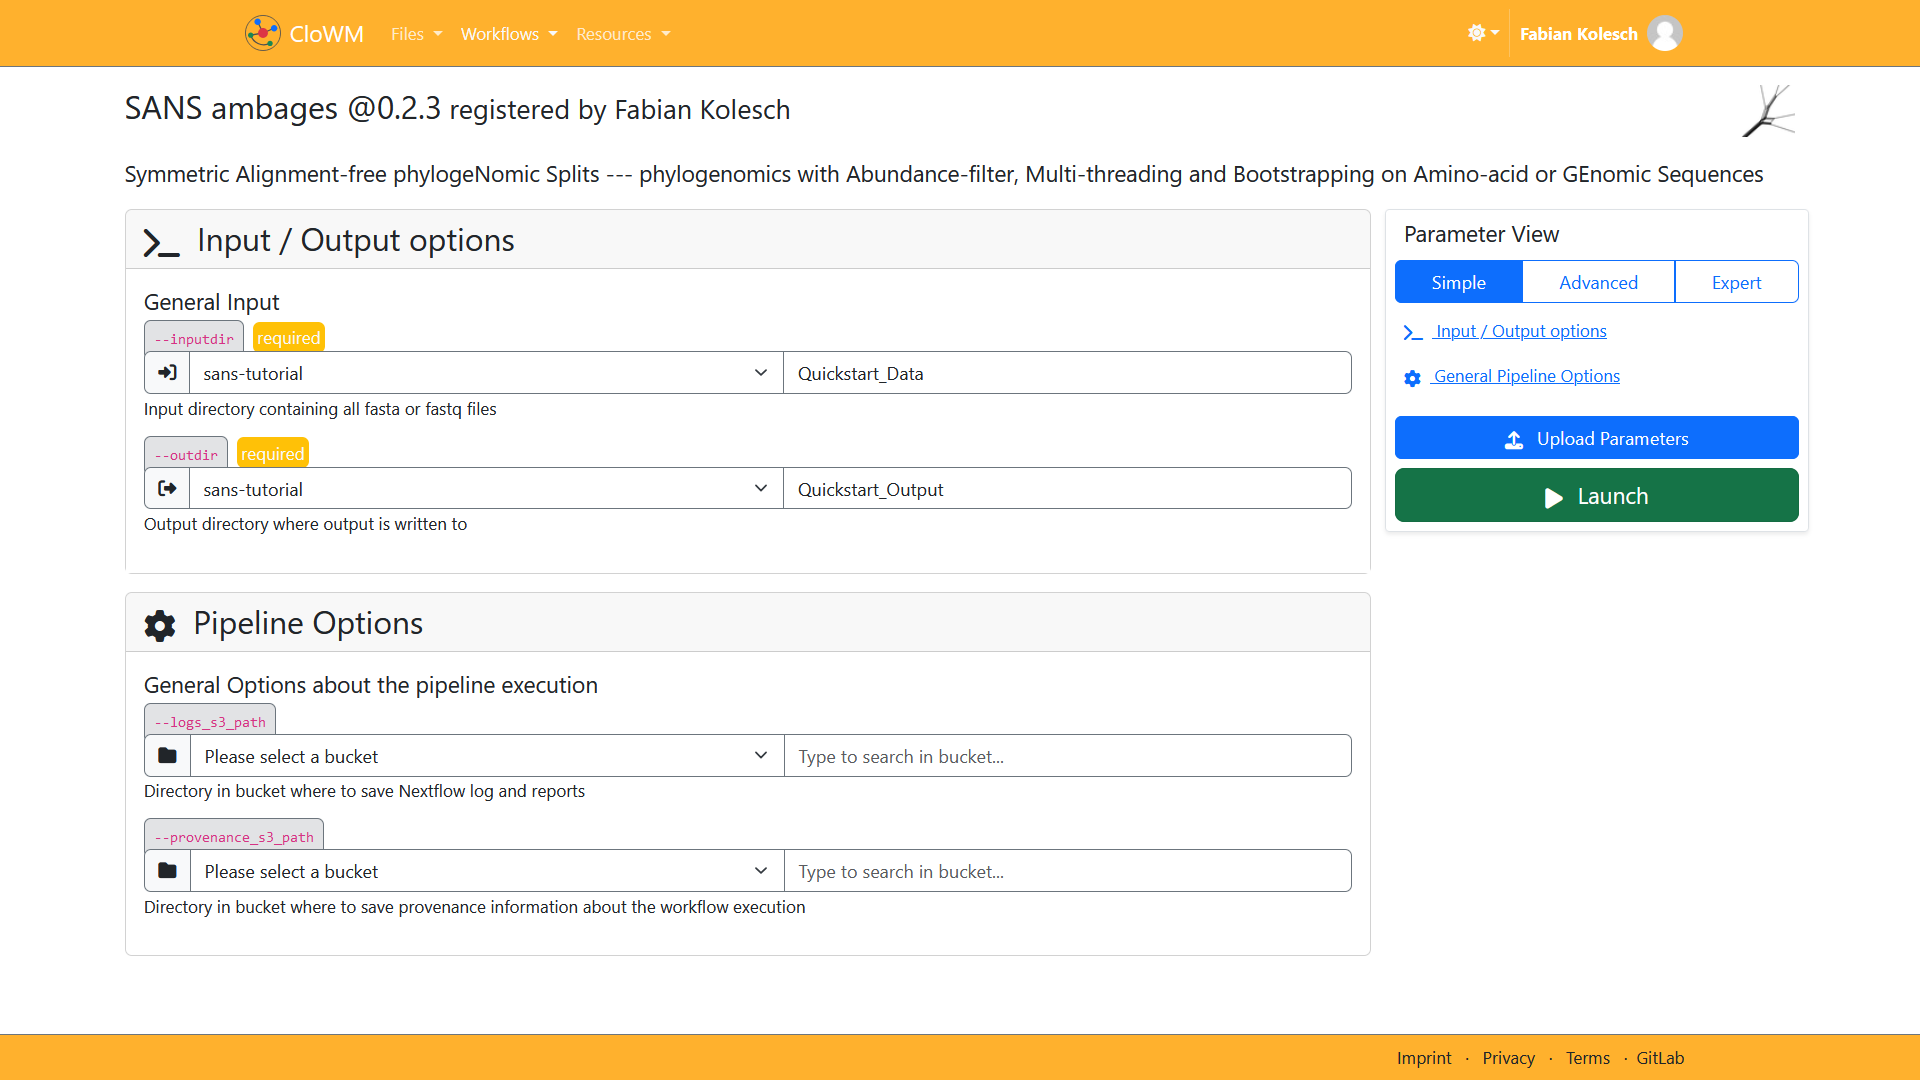 CloWM Files Workflows Resources Fabian Kolesch
SANS ambages @0.2.3 registered by Fabian Kolesch
Symmetric Alignment-free phylogeNomic Splits --- phylogenomics with Abundance-filter, Multi-threading and Bootstrapping on Amino-acid or GEnomic Sequences
Input / Output options
General Input
--inputdir required
sans-tutorial Quickstart_Data
Input directory containing all fasta or fastq files
--outdir required
sans-tutorial Quickstart_Output
Output directory where output is written to
Pipeline Options
General Options about the pipeline execution
--logs_s3_path
Please select a bucket Type to search in bucket...
Directory in bucket where to save Nextflow log and reports
--provenance_s3_path
Please select a bucket Type to search in bucket...
Directory in bucket where to save provenance information about the workflow execution
Parameter View
Simple Advanced Expert
Input / Output options
General Pipeline Options
Upload Parameters
Launch
Imprint · Privacy · Terms · GitLab